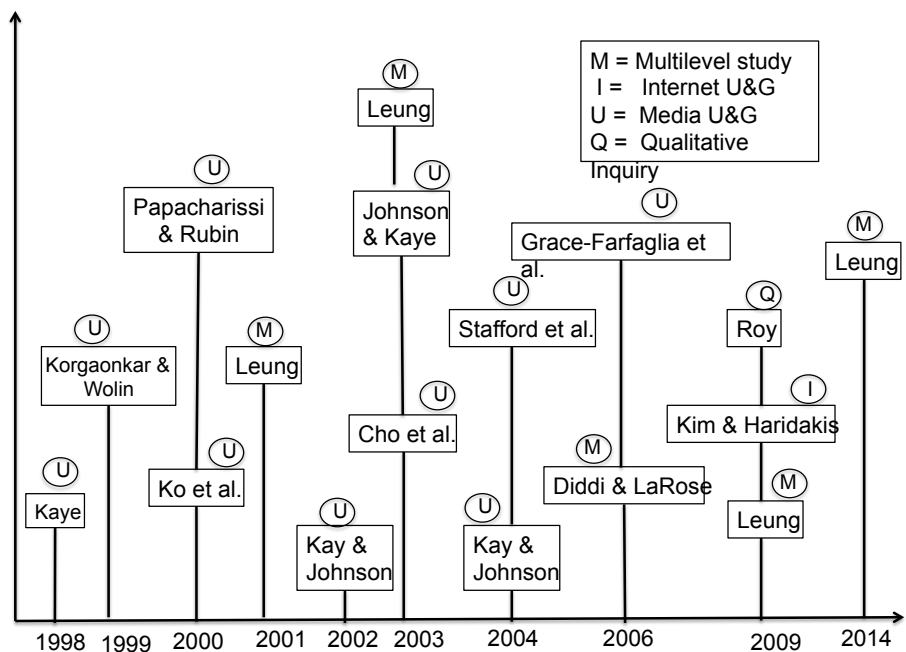 M
Leung
M = Multilevel study
I = Internet U&G
U = Media U&G
Q = Qualitative
Inquiry
U
Papacharissi
& Rubin
U
Johnson
& Kaye
U
Grace-Farfaglia et
al.
M
Leung
U
Korgaonkar &
Wolin
M
Leung
U
Stafford et al.
Q
Roy
U
Cho et al.
I
Kim & Haridakis
U
Kaye
U
Ko et al.
M
Diddi & LaRose
M
Leung
U
Kay &
Johnson
U
Kay &
Johnson
1998 1999 2000 2001 2002 2003 2004 2006 2009 2014